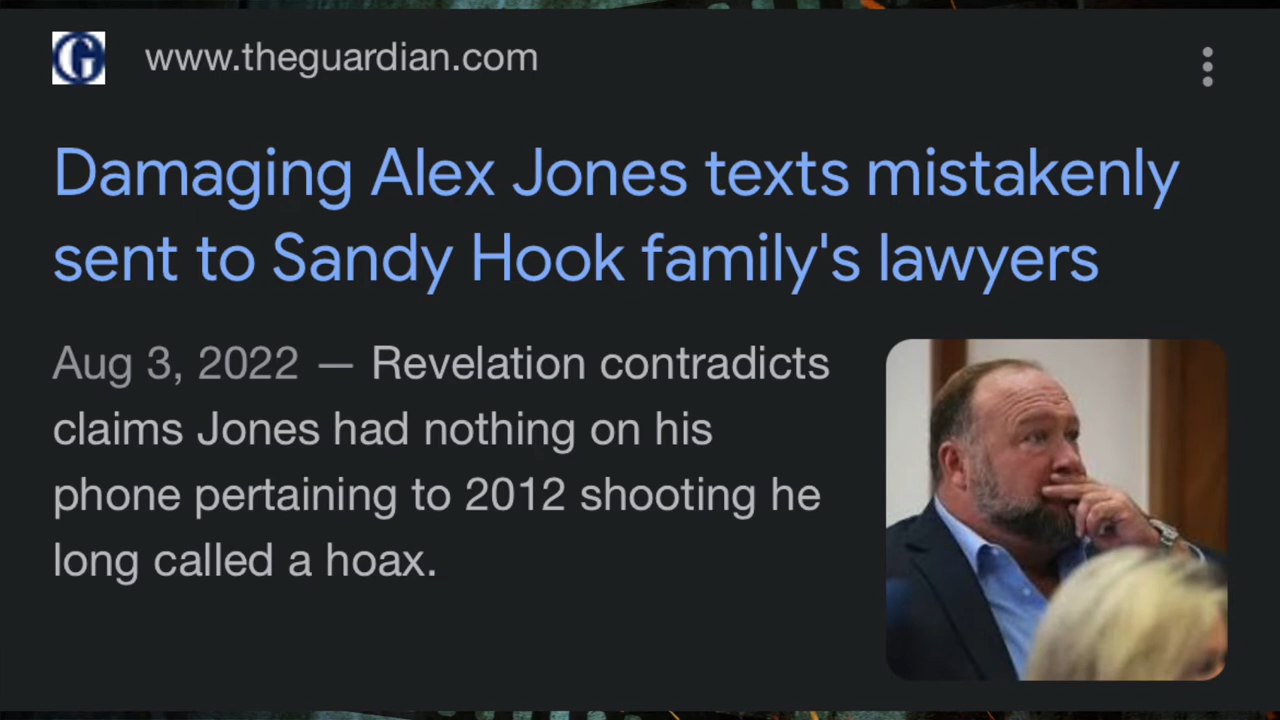 www.theguardian.com
Damaging Alex Jones texts mistakenly
sent to Sandy Hook family's lawyers
Aug 3, 2022 — Revelation contradicts
claims Jones had nothing on his
phone pertaining to 2012 shooting he
long called a hoax.